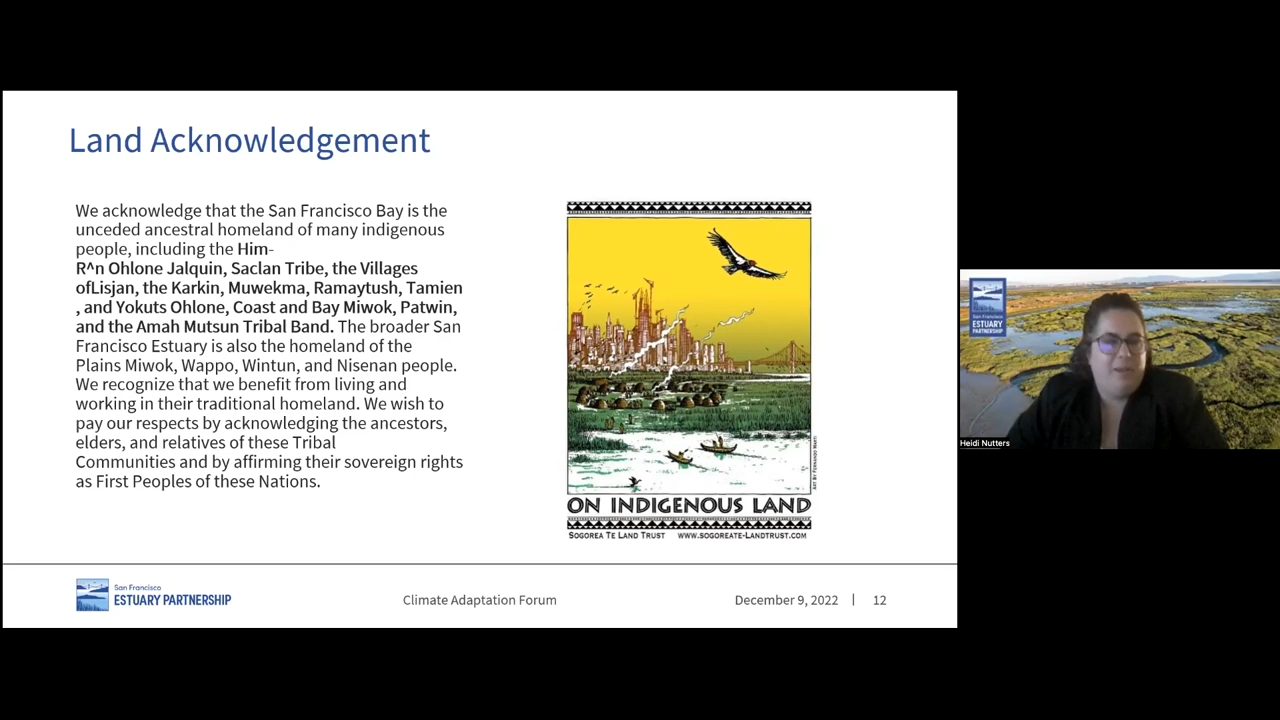 Land Acknowledgement
We acknowledge that the San Francisco Bay is the
unceded ancestral homeland of many indigenous
people, including the Him-
R^n Ohlone Jalquin, Saclan Tribe, the Villages
ofLisjan, the Karkin, Muwekma, Ramaytush, Tamien
, and Yokuts Ohlone, Coast and Bay Miwok, Patwin,
and the Amah Mutsun Tribal Band. The broader San
Francisco Estuary is also the homeland of the
Plains Miwok, Wappo, Wintun, and Nisenan people.
We recognize that we benefit from living and
working in their traditional homeland. We wish to
pay our respects by acknowledging the ancestors,
elders, and relatives of these Tribal
Communities and by affirming their sovereign rights
as First Peoples of these Nations.
ART BY FERNANDO MARTI
ON INDIGENOUS LAND
SOGOREA TE LAND TRUST WWW.SOGOREATE-LANDTRUST.COM
San Francisco
ESTUARY PARTNERSHIP
Climate Adaptation Forum
December 9, 2022 | 12
San Francisco
ESTUARY
PARTNERSHIP
Heidi Nutters